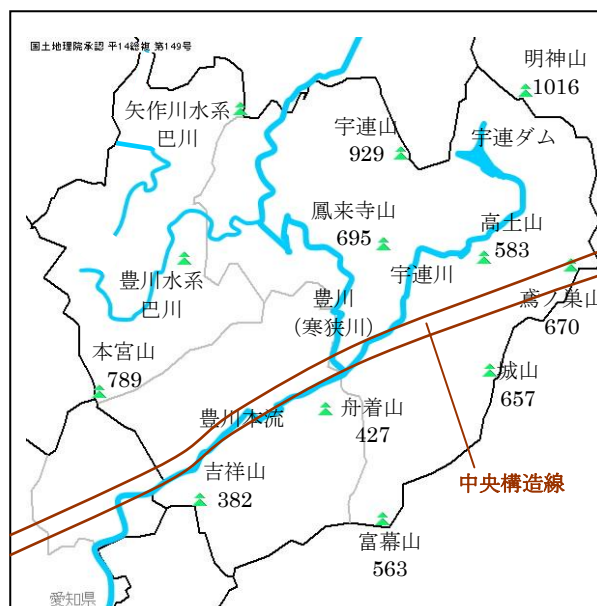 国土地理院承認 平14総複 第149号
明神山
1016
矢作川水系
巴川
宇連山
929
宇連ダム
鳳来寺山
695
高土山
583
豊川水系
巴川
宇連川
豊川
(寒狭川)
鳶ノ巣山
670
本宮山
789
城山
657
豊川本流
舟着山
427
吉祥山
382
中央構造線
富幕山
563
愛知県